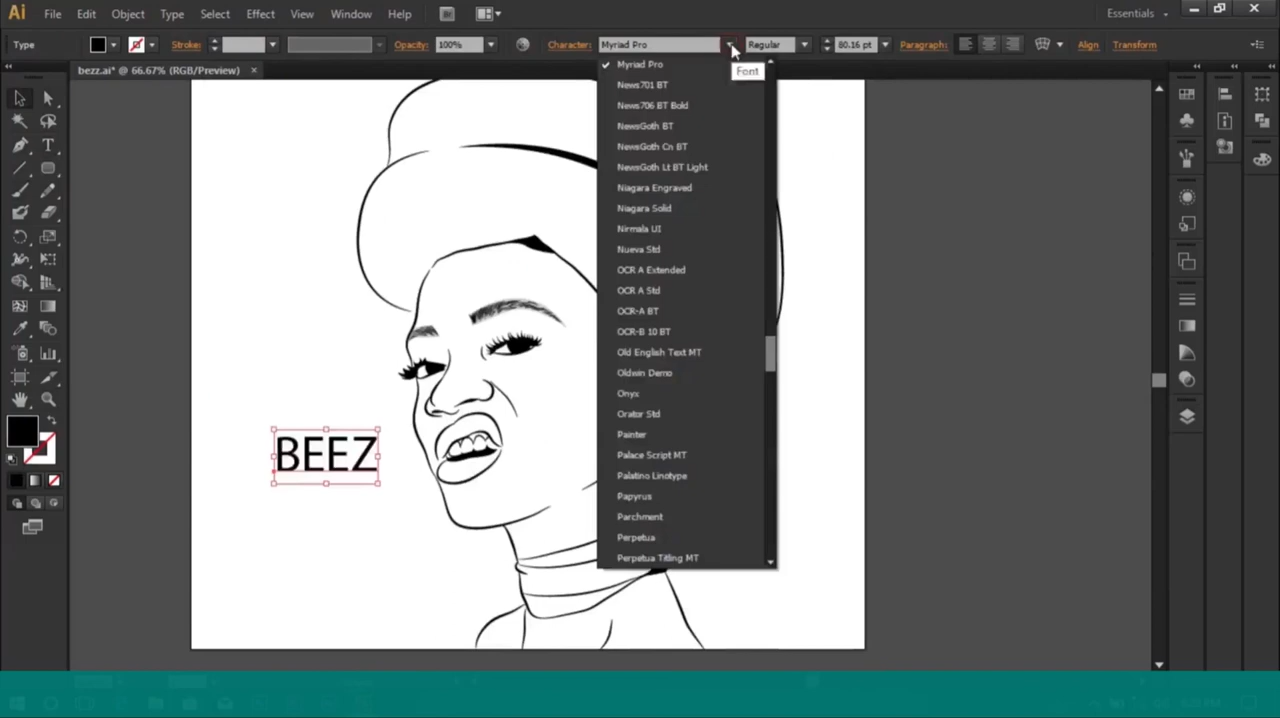 Ai File Edit Object Type Select Effect View Window Help Essentials
Type Stroke: Opacity: 100% Character: Myriad Pro Regular 80.16 pt Paragraph: Align Transform
bezz.ai* @ 66.67% (RGB/Preview)
Font
Myriad Pro
News701 BT
News706 BT Bold
NewsGoth BT
NewsGoth Cn BT
NewsGoth Lt BT Light
Niagara Engraved
Niagara Solid
Nirmala UI
Nueva Std
OCR A Extended
OCR A Std
OCR-A BT
OCR-B 10 BT
Old English Text MT
Oldwin Demo
Onyx
Orator Std
Painter
Palace Script MT
Palatino Linotype
Papyrus
Parchment
Perpetua
Perpetua Titling MT
BEEZ